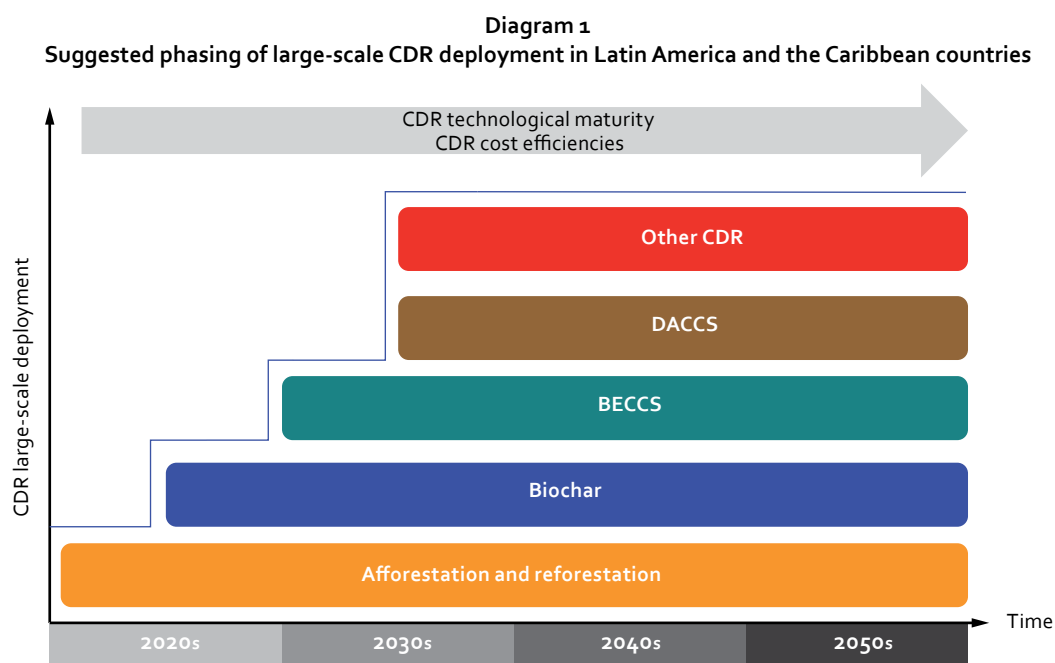 Diagram 1
Suggested phasing of large-scale CDR deployment in Latin America and the Caribbean countries
CDR technological maturity
CDR cost efficiencies
CDR large-scale deployment
Other CDR
DACCS
BECCS
Biochar
Afforestation and reforestation
Time
2020s
2030s
2040s
2050s